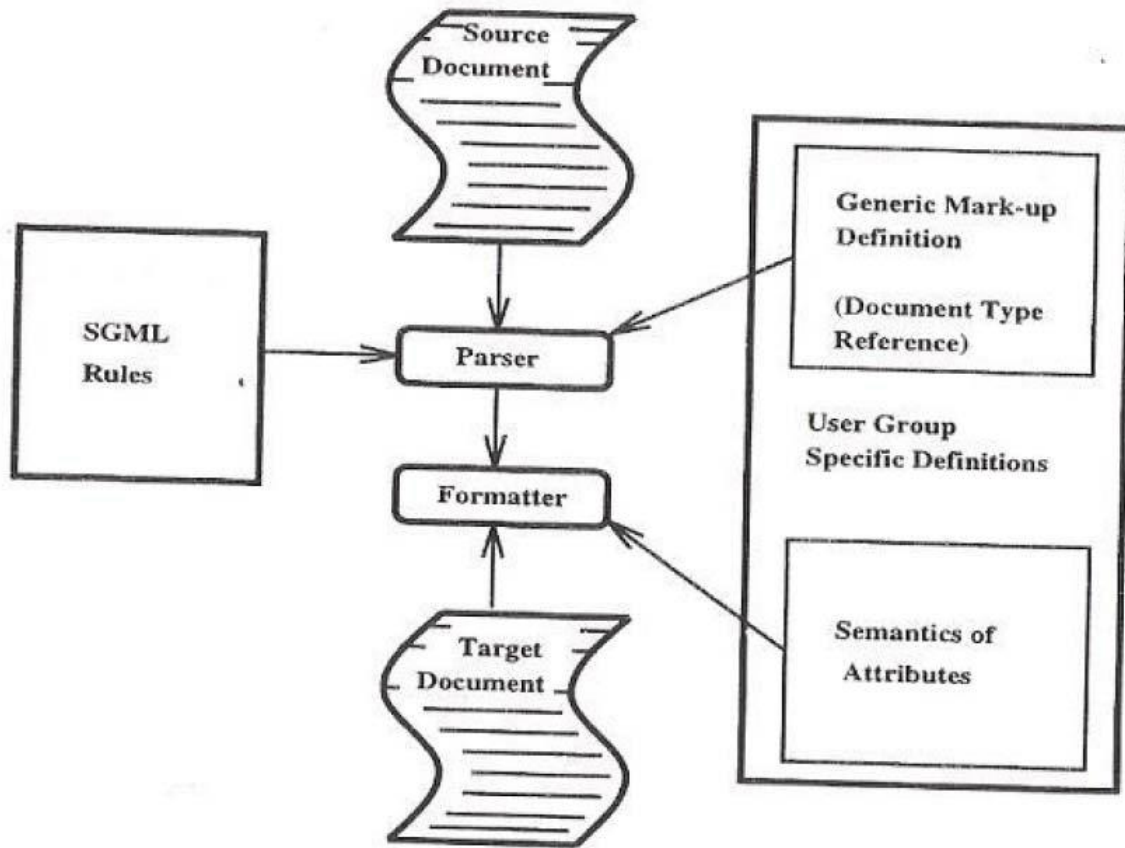 Source
Document
Generic Mark-up
Definition
(Document Type
Reference)
SGML
Rules
Parser
User Group
Specific Definitions
Formatter
Semantics of
Attributes
Target
Document